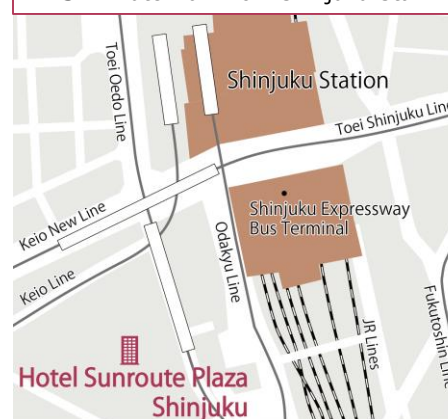 Shinjuku Station
Toei Oedo Line
Toei Shinjuku Line
Keio New Line
Keio Line
Odakyu Line
Shinjuku Expressway
Bus Terminal
JR Lines
Fukutoshin Line
Hotel Sunroute Plaza
Shinjuku